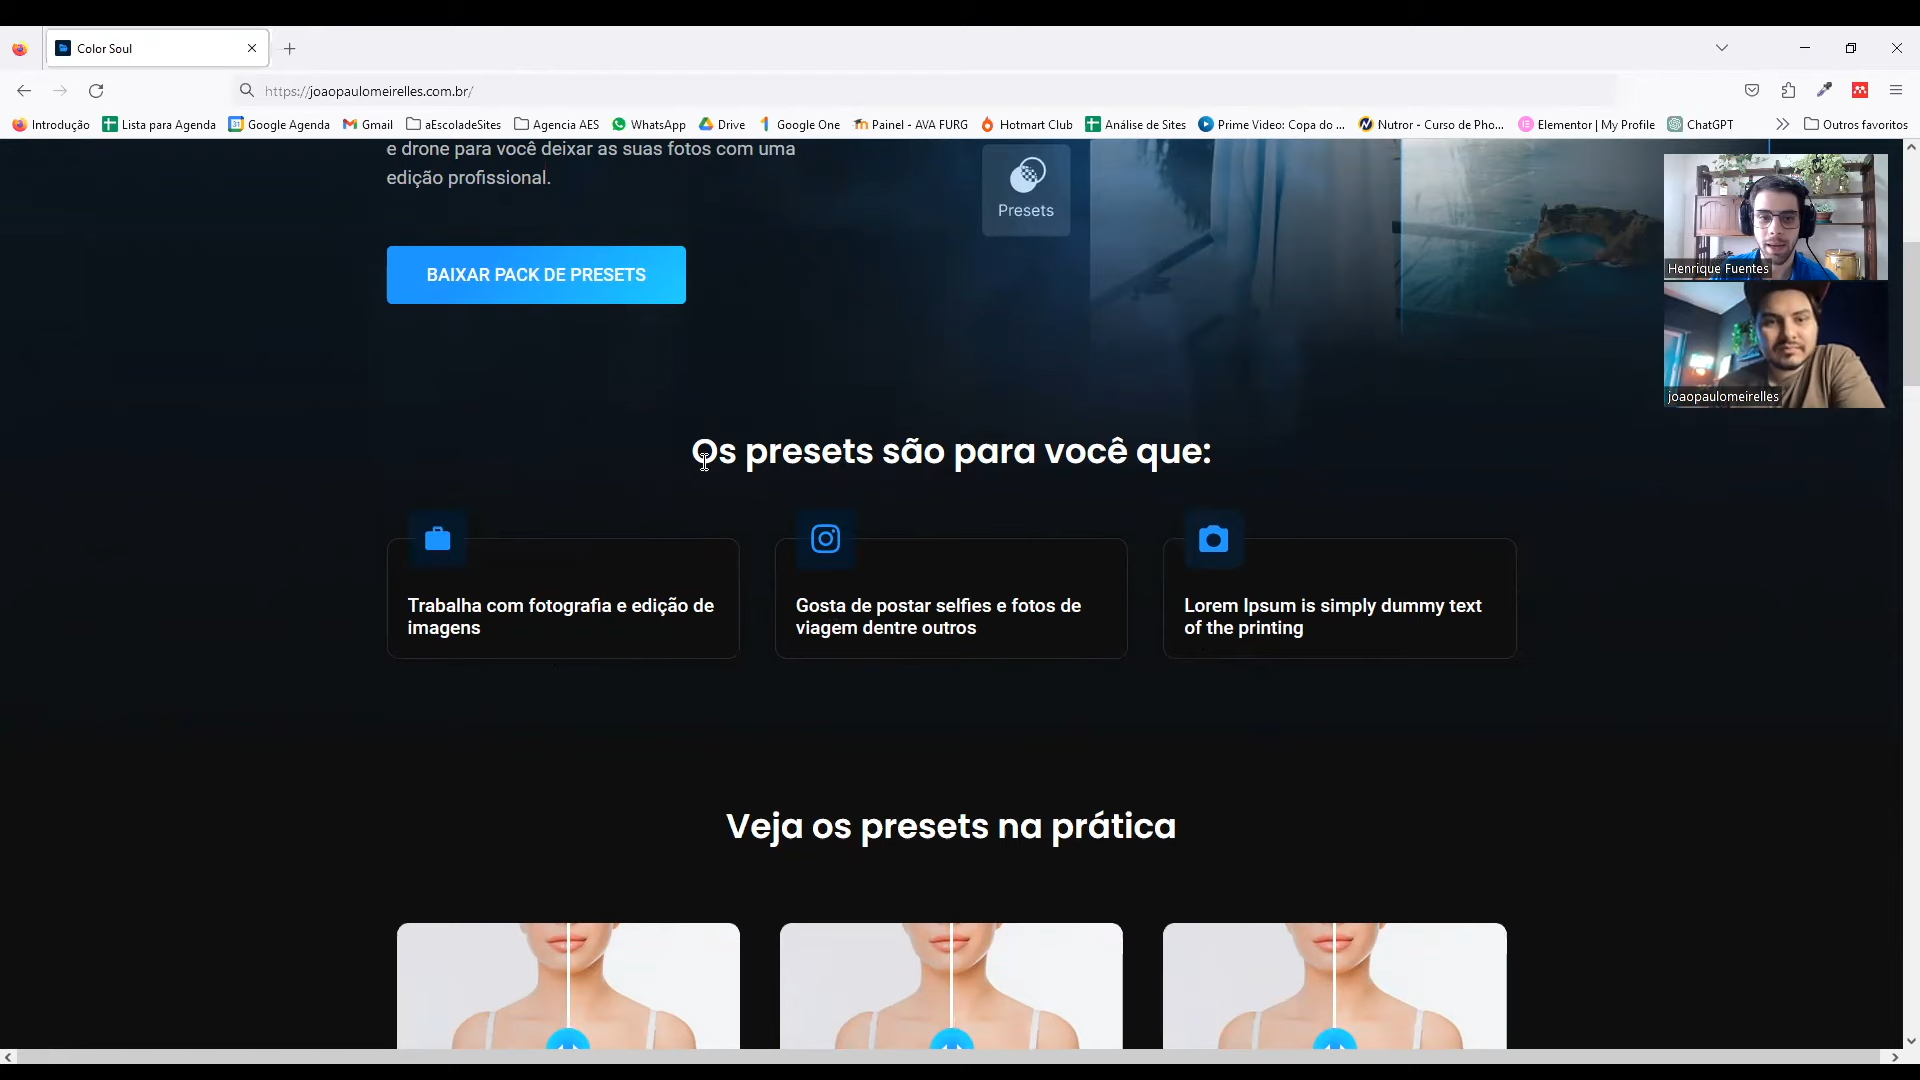 Color Soul
https://joaopaulomeirelles.com.br/
Introdução
Lista para Agenda
Google Agenda
Gmail
aEscoladeSites
Agencia AES
WhatsApp
Drive
Google One
Painel - AVA FURG
Hotmart Club
Análise de Sites
Prime Video: Copa do ...
Nutror - Curso de Pho...
Elementor | My Profile
ChatGPT
Outros favoritos
e drone para você deixar as suas fotos com uma
edição profissional.
Presets
BAIXAR PACK DE PRESETS
Henrique Fuentes
joaopaulomeirelles
Os presets são para você que:
Trabalha com fotografia e edição de
imagens
Gosta de postar selfies e fotos de
viagem dentre outros
Lorem Ipsum is simply dummy text
of the printing
Veja os presets na prática